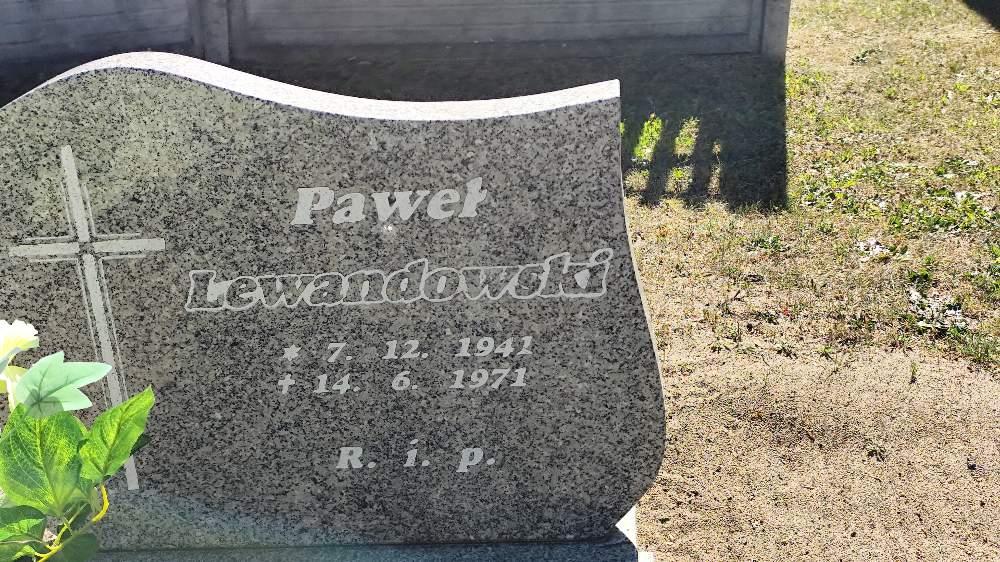 Paweł
Lewandowski
* 7. 12. 1941
✝ 14. 6. 1971
R. i. p.